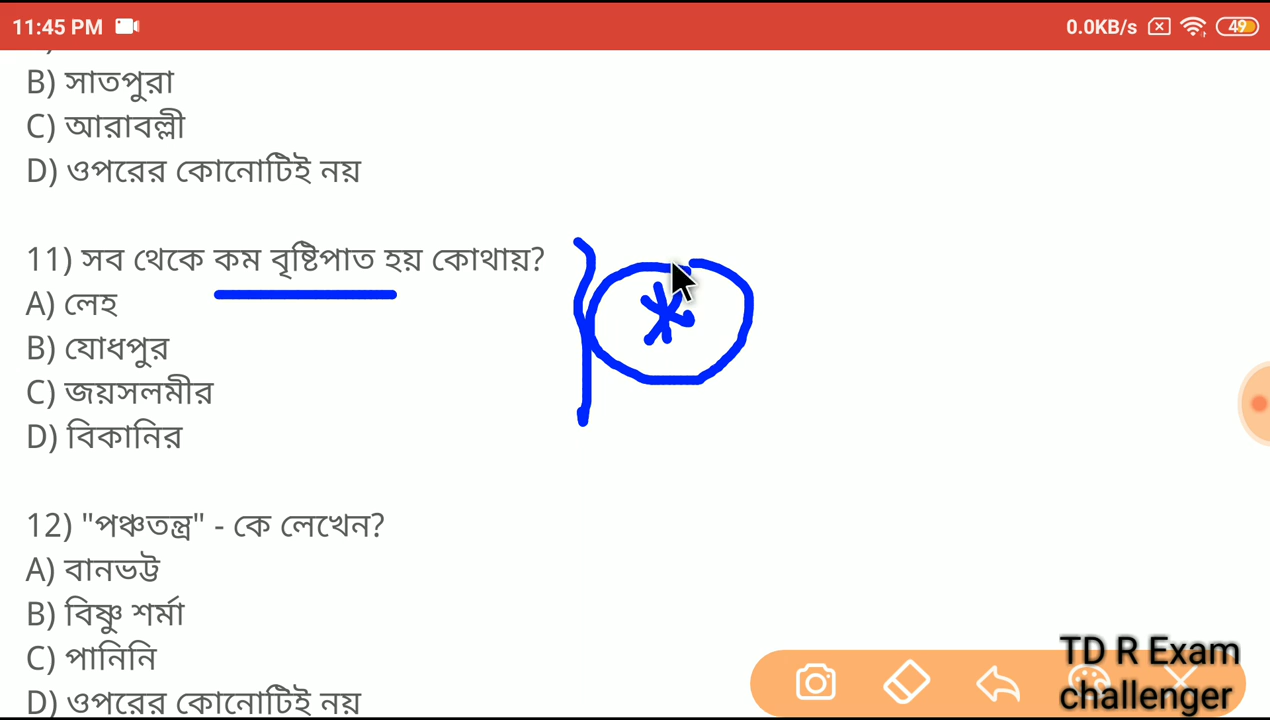 11:45 PM 0.0KB/s 49
B) সাতপুরা
C) আরাবল্লী
D) ওপরের কোনোটিই নয়
11) সব থেকে কম বৃষ্টিপাত হয় কোথায়?
A) লেহ
B) যোধপুর
C) জয়সলমীর
D) বিকানির
12) "পঞ্চতন্ত্র" - কে লেখেন?
A) বানভট্ট
B) বিষ্ণু শর্মা
C) পানিনি
D) ওপরের কোনোটিই নয়
TD R Exam
challenger